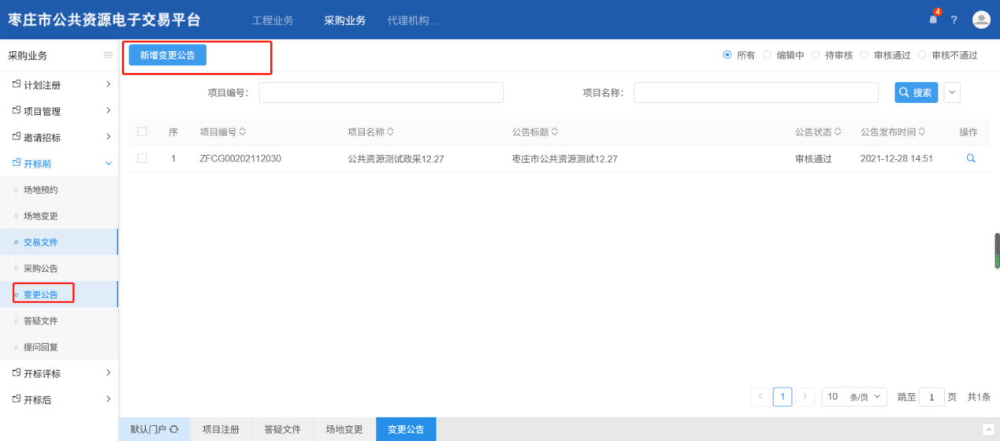 枣庄市公共资源电子交易平台 工程业务 采购业务 代理机构... 4 ?
采购业务 新增变更公告 所有 编辑中 待审核 审核通过 审核不通过
计划注册
项目编号: 项目名称: 搜索
项目管理
邀请招标
序 项目编号 项目名称 公告标题 公告状态 公告发布时间 操作
开标前
1 ZFCG00202112030 公共资源测试政采12.27 枣庄市公共资源测试12.27 审核通过 2021-12-28 14:51
场地预约
场地变更
交易文件
采购公告
变更公告
答疑文件
提问回复
开标评标
开标后
1 10 条/页 跳至 1 页 共1条
默认门户 项目注册 答疑文件 场地变更 变更公告